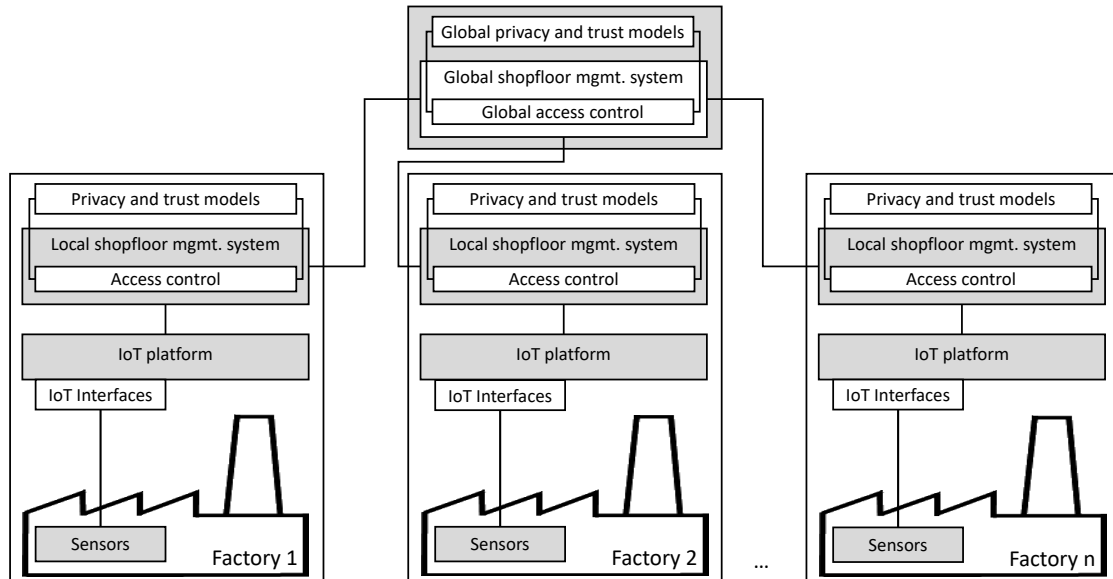 Global privacy and trust models
Global shopfloor mgmt. system
Global access control
Privacy and trust models
Local shopfloor mgmt. system
Access control
IoT platform
IoT Interfaces
Sensors
Factory 1
Privacy and trust models
Local shopfloor mgmt. system
Access control
IoT platform
IoT Interfaces
Sensors
Factory 2
...
Privacy and trust models
Local shopfloor mgmt. system
Access control
IoT platform
IoT Interfaces
Sensors
Factory n